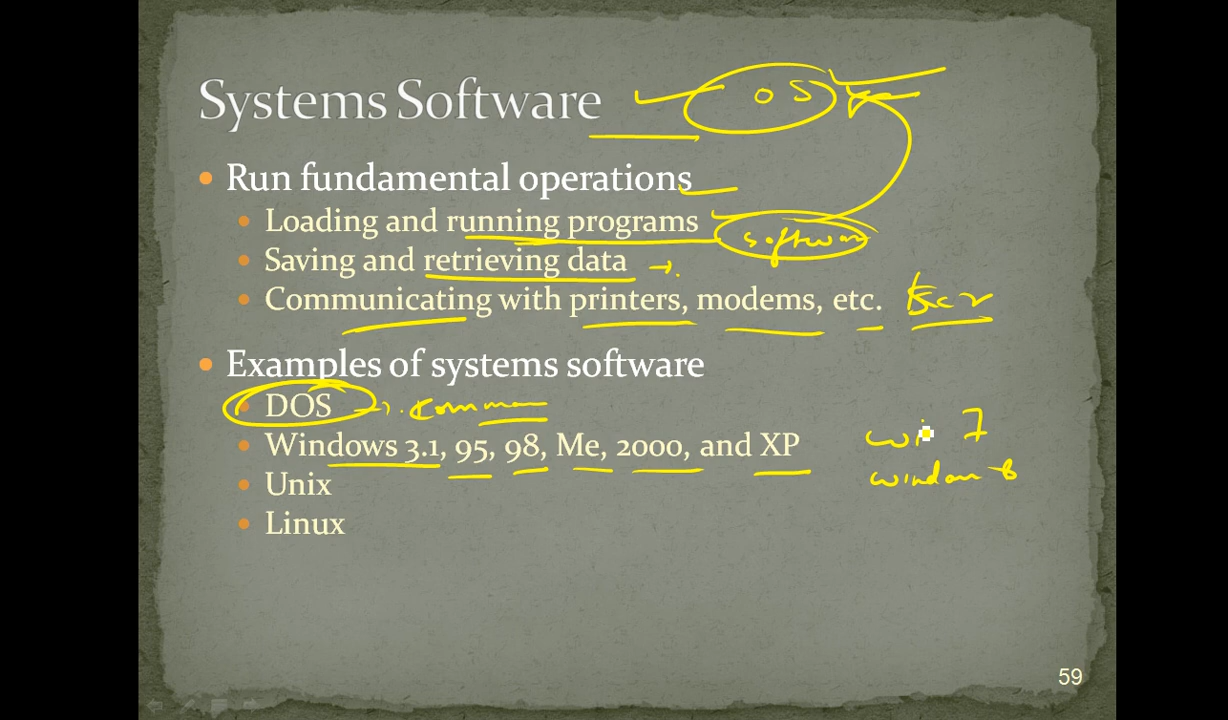 Systems Software OS
• Run fundamental operations
• Loading and running programs software
• Saving and retrieving data
• Communicating with printers, modems, etc.
• Examples of systems software
• DOS
• Windows 3.1, 95, 98, Me, 2000, and XP wi 7
window 8
• Unix
• Linux
59